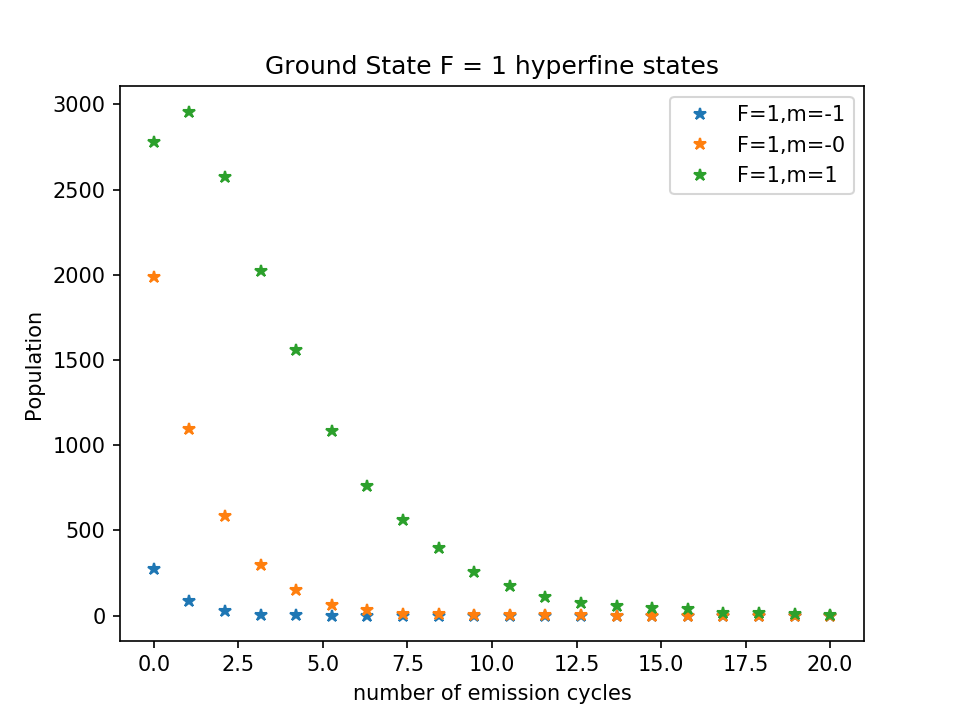 Ground State F = 1 hyperfine states
3000
2500
2000
1500
1000
500
0
Population
F=1,m=-1
F=1,m=-0
F=1,m=1
0.0 2.5 5.0 7.5 10.0 12.5 15.0 17.5 20.0
number of emission cycles